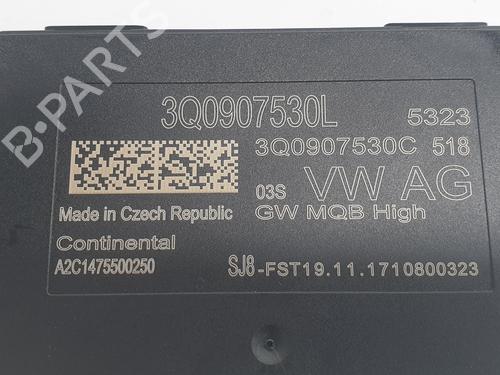 3Q0907530L 5323
3Q0907530C 518
03S VW AG
Made in Czech Republic GW MQB High
Continental
A2C1475500250 SJ8-FST19.11.1710800323
B-PARTS